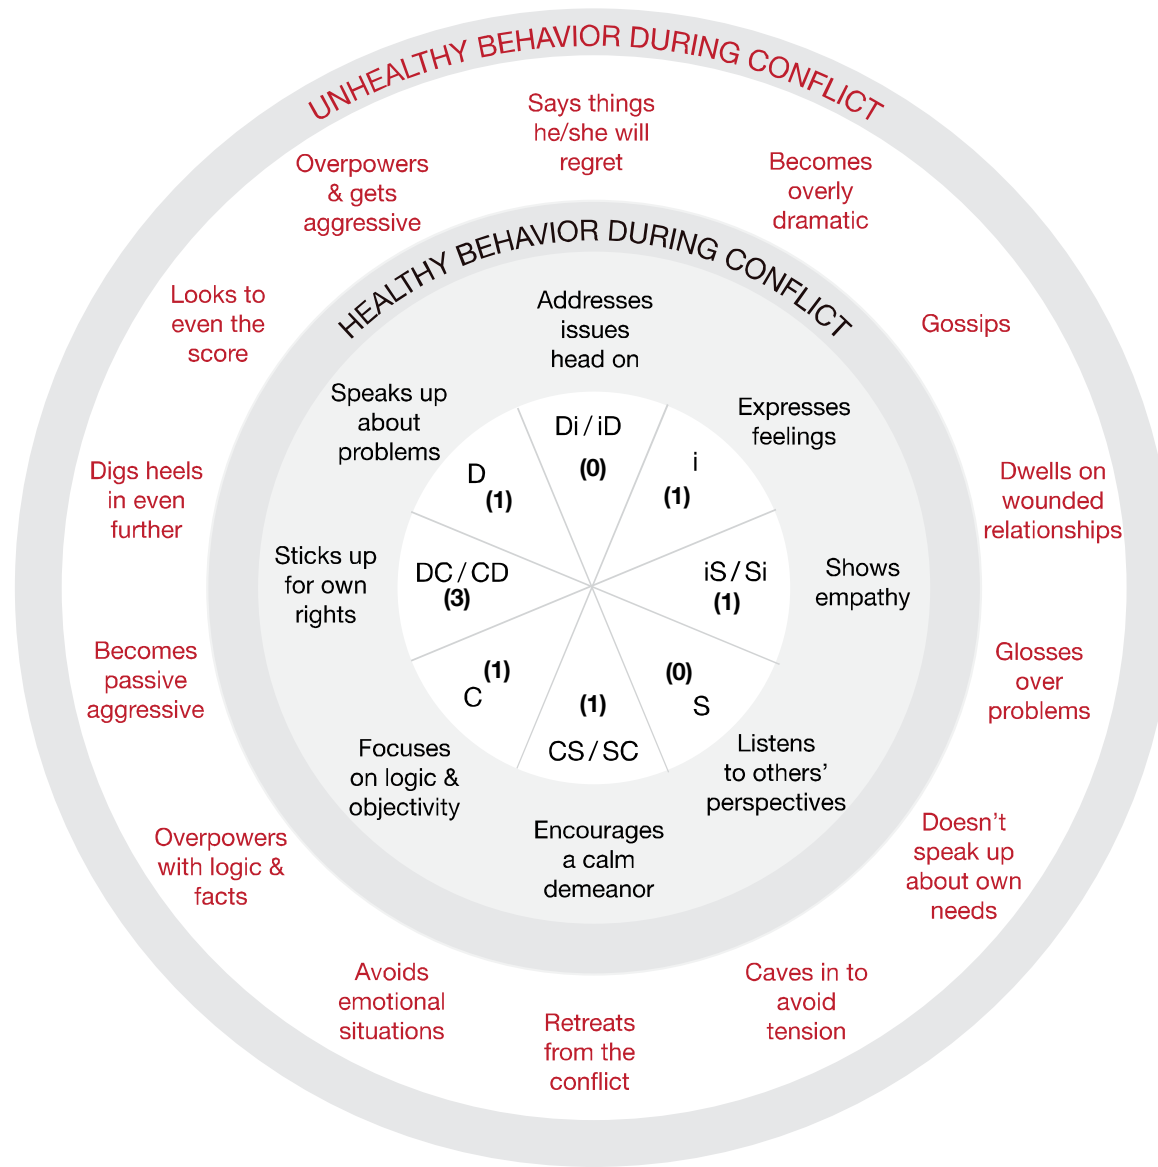 UNHEALTHY BEHAVIOR DURING CONFLICT
Says things
he/she will
regret
Overpowers
& gets
aggressive
Becomes
overly
dramatic
HEALTHY BEHAVIOR DURING CONFLICT
Looks to
even the
score
Addresses
issues
head on
Gossips
Speaks up
about
problems
Expresses
feelings
Di / iD
(0)
D
(1)
i
(1)
Digs heels
in even
further
Dwells on
wounded
relationships
Sticks up
for own
rights
DC / CD
(3)
iS / Si
(1)
Shows
empathy
Becomes
passive
aggressive
(1)
C
(1)
CS / SC
(0)
S
Glosses
over
problems
Focuses
on logic &
objectivity
Listens
to others’
perspectives
Encourages
a calm
demeanor
Overpowers
with logic &
facts
Doesn’t
speak up
about own
needs
Avoids
emotional
situations
Retreats
from the
conflict
Caves in to
avoid
tension